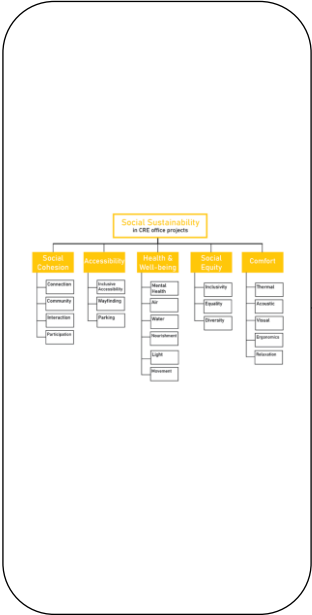 Social Sustainability
in CRE office projects
Social
Cohesion
Accessibility
Health &
Well-being
Social
Equity
Comfort
Connection
Community
Interaction
Participation
Inclusive
Accessibility
Wayfinding
Parking
Mental
Health
Air
Water
Nourishment
Light
Movement
Inclusivity
Equality
Diversity
Thermal
Acoustic
Visual
Ergonomics
Relaxation